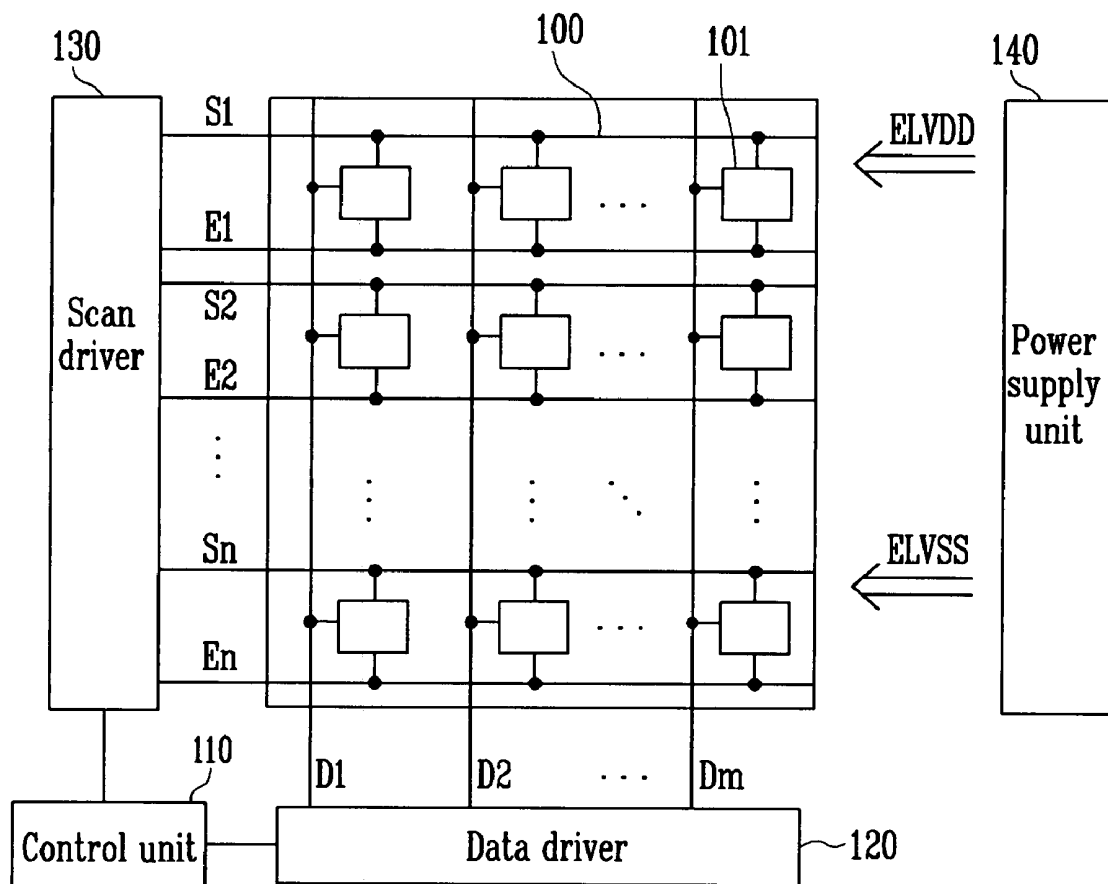 130
100
101
140
S1
ELVDD
E1
S2
Scan
driver
E2
Power
supply
unit
Sn
ELVSS
En
110
D1
D2
Dm
Control unit
Data driver
120